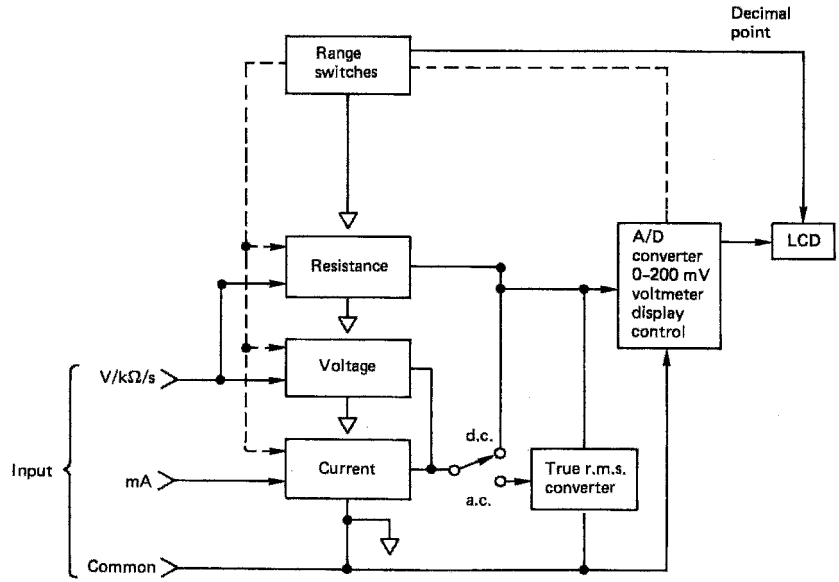 Decimal
point
Range
switches
A/D
converter
0–200 mV
voltmeter
display
control
LCD
Resistance
Voltage
V/kΩ/s
d.c.
Current
True r.m.s.
converter
Input
mA
a.c.
Common